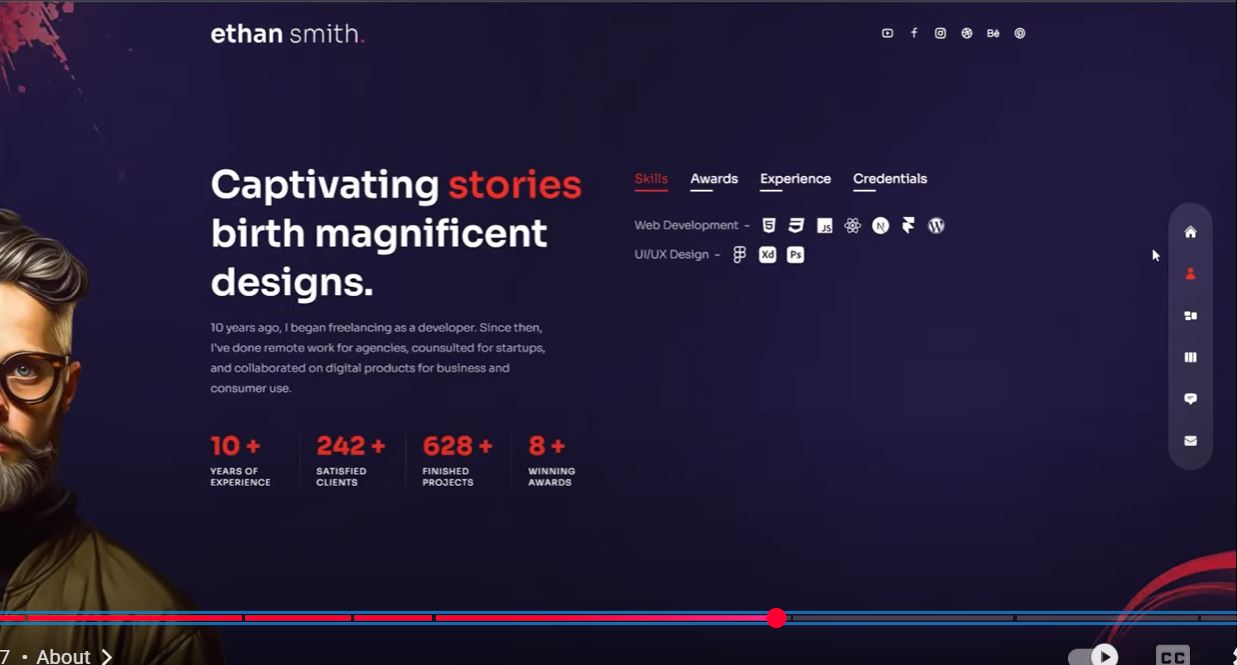 ethan smith.
Bē
Captivating stories
birth magnificent
designs.
10 years ago, I began freelancing as a developer. Since then,
I've done remote work for agencies, counsulted for startups,
and collaborated on digital products for business and
consumer use.
10 + 242 + 628 + 8 +
YEARS OF EXPERIENCE
SATISFIED CLIENTS
FINISHED PROJECTS
WINNING AWARDS
Skills Awards Experience Credentials
Web Development - JS N
UI/UX Design - Xd Ps
7 • About
CC